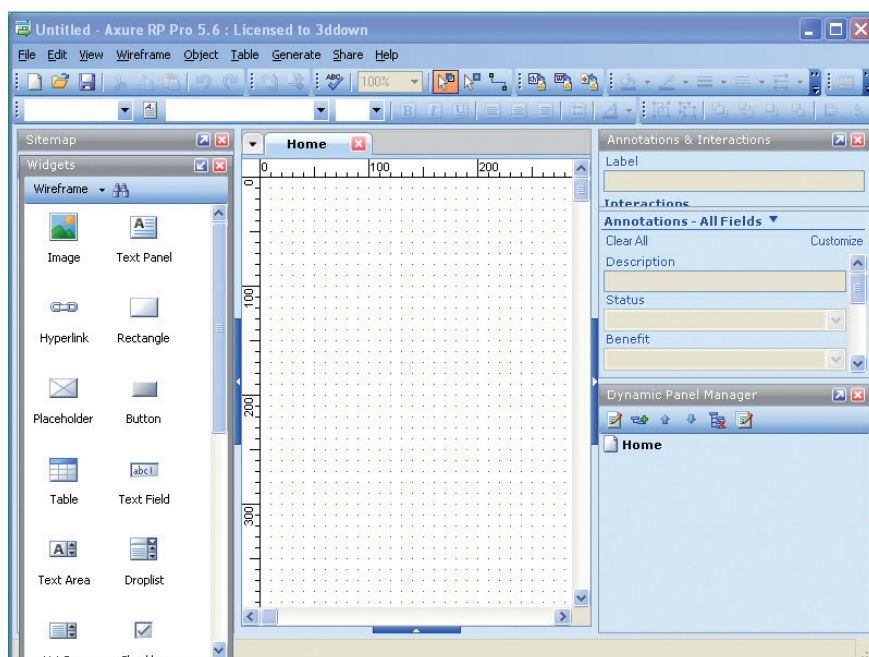 Untitled - Axure RP Pro 5.6 : Licensed to 3ddown
File Edit View Wireframe Object Table Generate Share Help
ABC 100%
B I U A
Sitemap
Widgets
Wireframe
Image Text Panel
Hyperlink Rectangle
Placeholder Button
Table Text Field
Text Area Droplist
Home
0 100 200
0
100
200
300
Annotations & Interactions
Label
Interactions
Annotations - All Fields
Clear All Customize
Description
Status
Benefit
Dynamic Panel Manager
Home